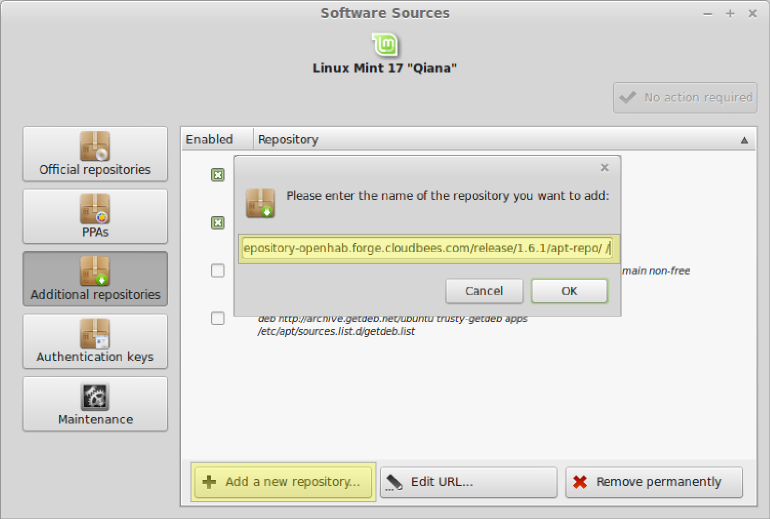 Software Sources
Linux Mint 17 "Qiana"
No action required
Official repositories
PPAs
Additional repositories
Authentication keys
Maintenance
Enabled Repository
Please enter the name of the repository you want to add:
epository-openhab.forge.cloudbees.com/release/1.6.1/apt-repo/ /
Cancel OK
main non-free
deb http://archive.getdeb.net/ubuntu trusty-getdeb apps
/etc/apt/sources.list.d/getdeb.list
Add a new repository... Edit URL... Remove permanently